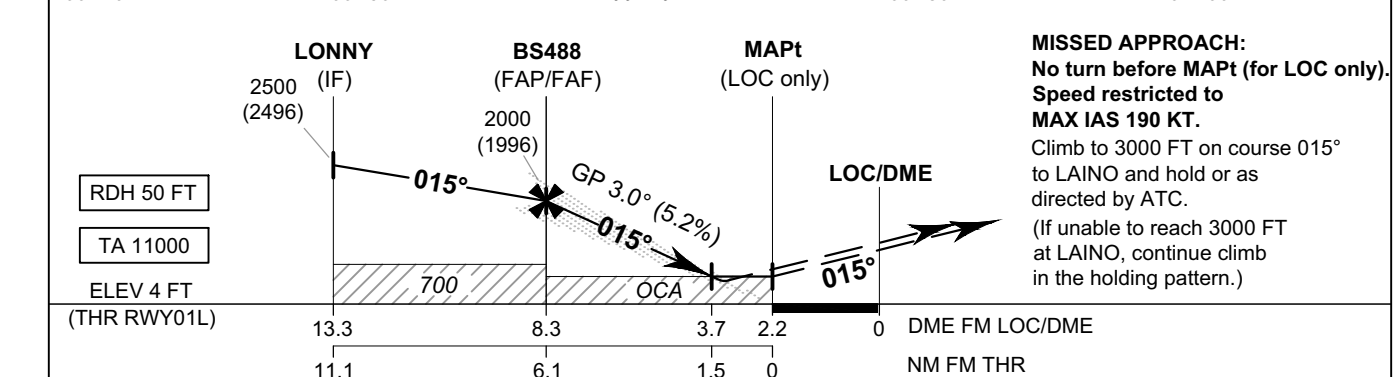 LONNY
(IF)
2500
(2496)
BS488
(FAP/FAF)
2000
(1996)
MAPt
(LOC only)
MISSED APPROACH:
No turn before MAPt (for LOC only).
Speed restricted to
MAX IAS 190 KT.
Climb to 3000 FT on course 015°
to LAINO and hold or as
directed by ATC.
(If unable to reach 3000 FT
at LAINO, continue climb
in the holding pattern.)
LOC/DME
RDH 50 FT
TA 11000
ELEV 4 FT
(THR RWY01L)
015°
GP 3.0° (5.2%)
015°
015°
700
OCA
13.3 8.3 3.7 2.2 0 DME FM LOC/DME
11.1 6.1 1.5 0 NM FM THR